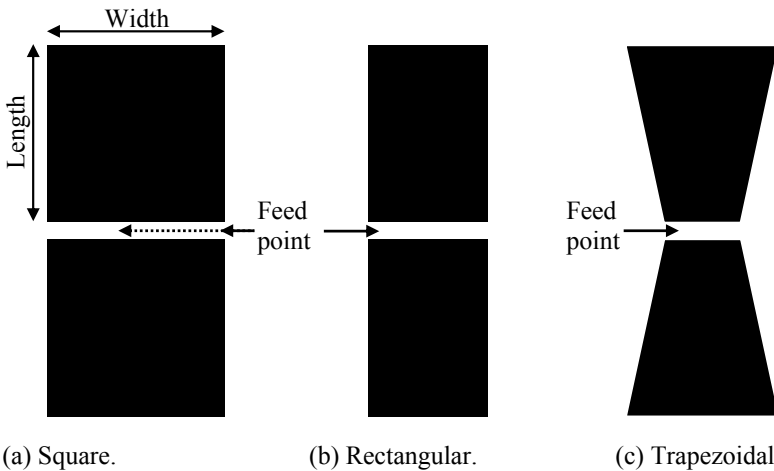 Width
Length
Feed
point
Feed
point
(a) Square.
(b) Rectangular.
(c) Trapezoidal